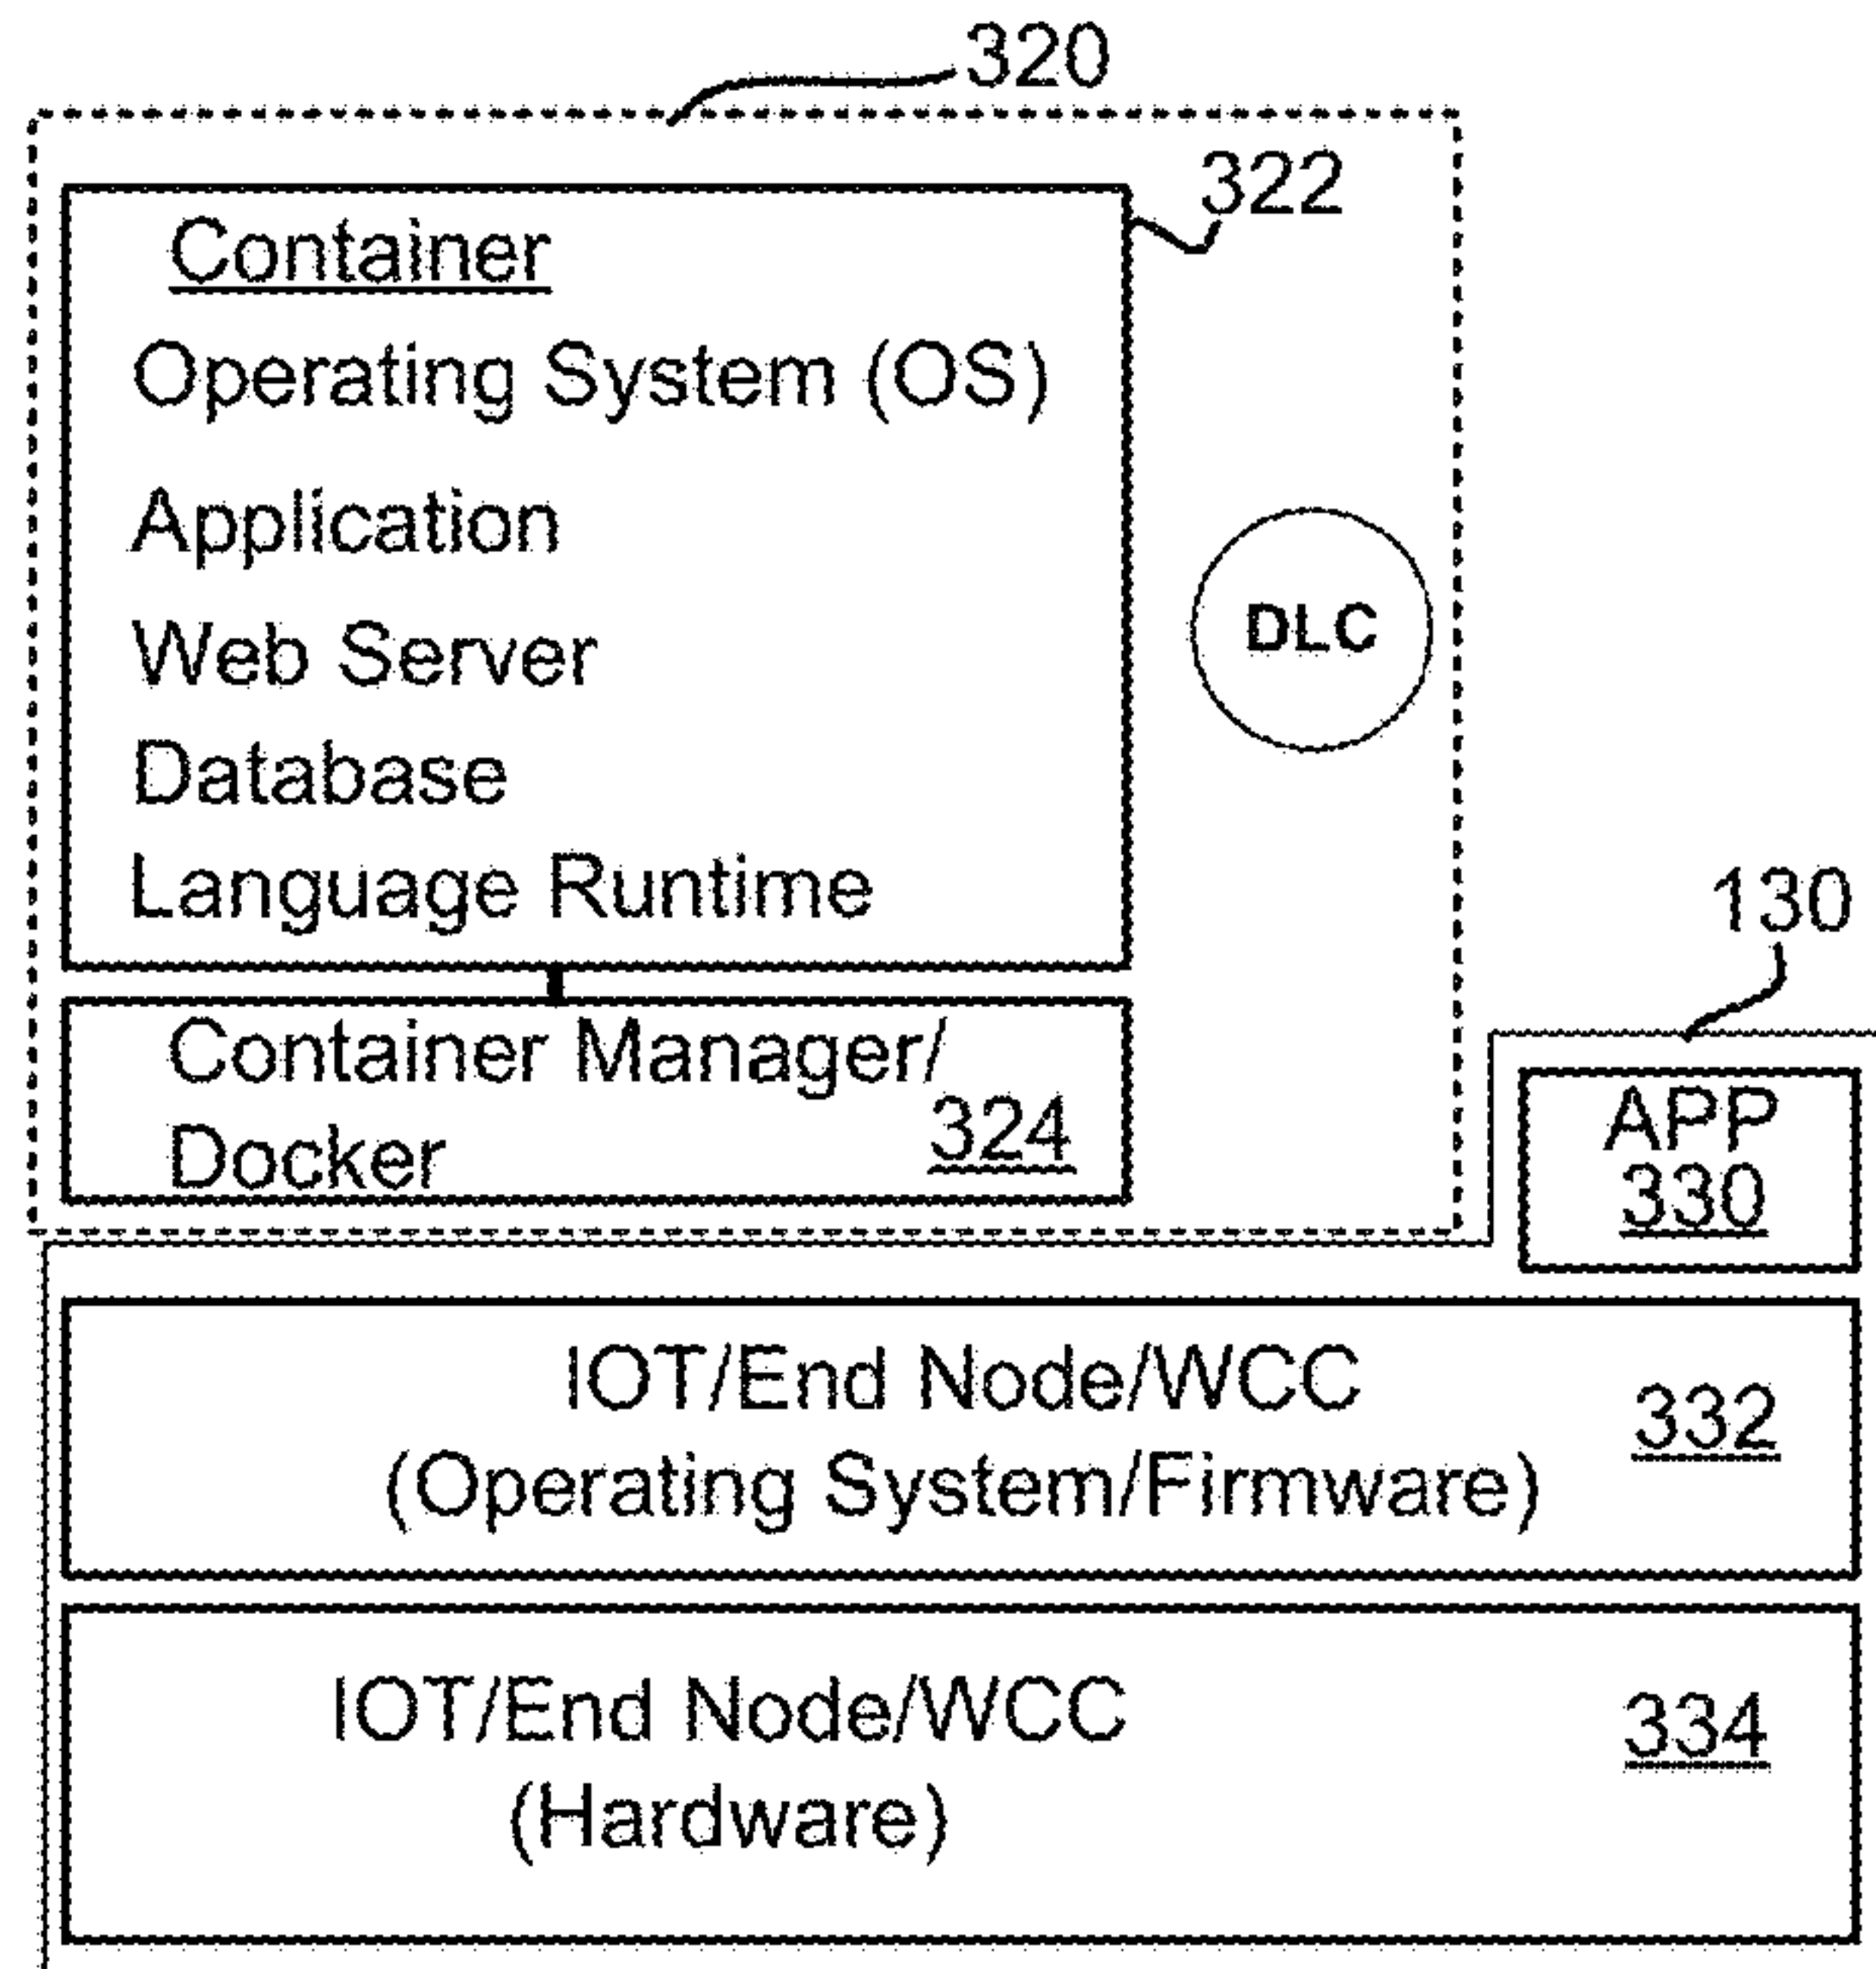 320
322
Container
Operating System (OS)
Application
Web Server
Database
Language Runtime
DLC
130
Container Manager/
Docker 324
APP
330
IOT/End Node/WCC
(Operating System/Firmware)
332
IOT/End Node/WCC
(Hardware)
334